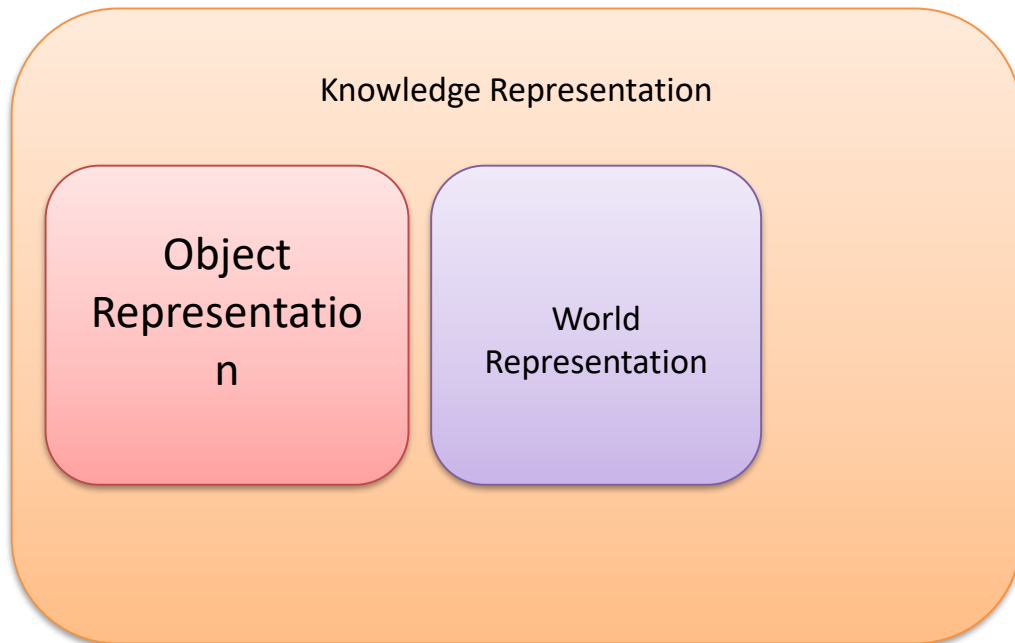 Knowledge Representation
Object
Representatio
n
World
Representation